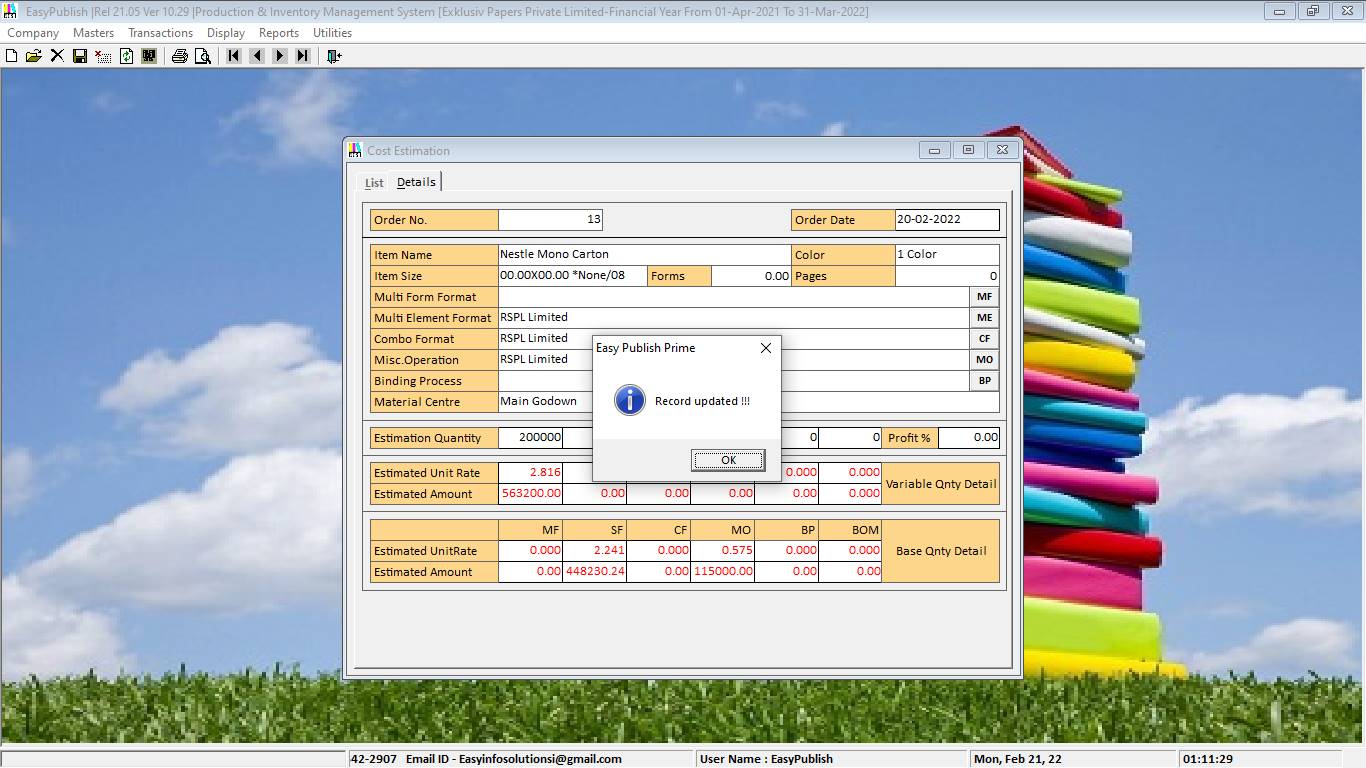 EasyPublish |Rel 21.05 Ver 10.29 |Production & Inventory Management System [Exklusiv Papers Private Limited-Financial Year From 01-Apr-2021 To 31-Mar-2022]
Company Masters Transactions Display Reports Utilities
Cost Estimation
List Details
Order No. 13 Order Date 20-02-2022
Item Name Nestle Mono Carton Color 1 Color
Item Size 00.00X00.00 *None/08 Forms 0.00 Pages 0
Multi Form Format MF
Multi Element Format RSPL Limited ME
Combo Format RSPL Limited CF
Misc.Operation RSPL Limited MO
Binding Process BP
Material Centre Main Godown
Easy Publish Prime
Record updated !!!
OK
Estimation Quantity 200000 0 0 Profit % 0.00
Estimated Unit Rate 2.816 0.000 0.000 Variable Qnty Detail
Estimated Amount 563200.00 0.00 0.00 0.00 0.00 0.000
MF SF CF MO BP BOM
Estimated UnitRate 0.000 2.241 0.000 0.575 0.000 0.000 Base Qnty Detail
Estimated Amount 0.00 448230.24 0.00 115000.00 0.00 0.00
42-2907 Email ID - Easyinfosolutionsi@gmail.com User Name : EasyPublish Mon, Feb 21, 22 01:11:29